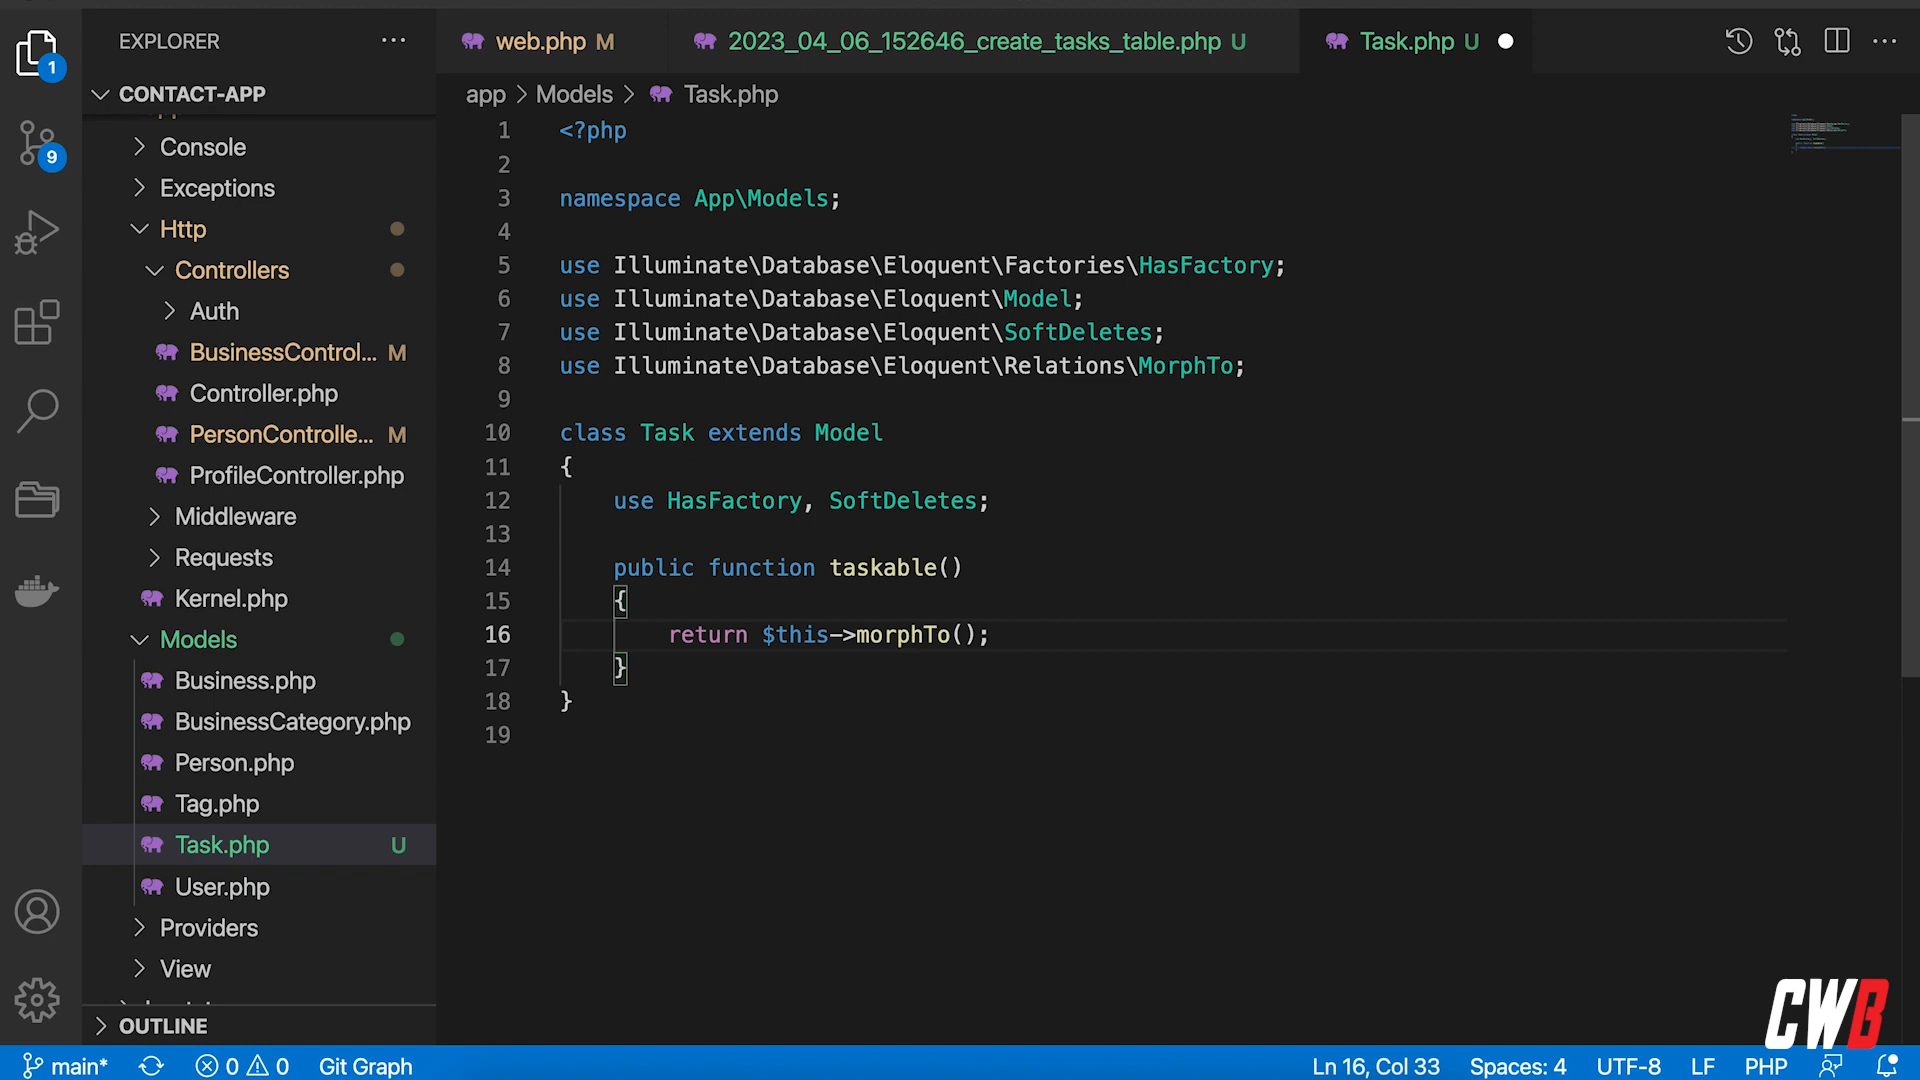 EXPLORER
CONTACT-APP
Console
Exceptions
Http
Controllers
Auth
BusinessControl... M
Controller.php
PersonControlle... M
ProfileController.php
Middleware
Requests
Kernel.php
Models
Business.php
BusinessCategory.php
Person.php
Tag.php
Task.php U
User.php
Providers
View
OUTLINE
1
9
web.php M
2023_04_06_152646_create_tasks_table.php U
Task.php U
app > Models > Task.php
1 <?php
2
3 namespace App\Models;
4
5 use Illuminate\Database\Eloquent\Factories\HasFactory;
6 use Illuminate\Database\Eloquent\Model;
7 use Illuminate\Database\Eloquent\SoftDeletes;
8 use Illuminate\Database\Eloquent\Relations\MorphTo;
9
10 class Task extends Model
11 {
12 use HasFactory, SoftDeletes;
13
14 public function taskable()
15 {
16 return $this->morphTo();
17 }
18 }
19
CWB
main* 0 0 Git Graph Ln 16, Col 33 Spaces: 4 UTF-8 LF PHP